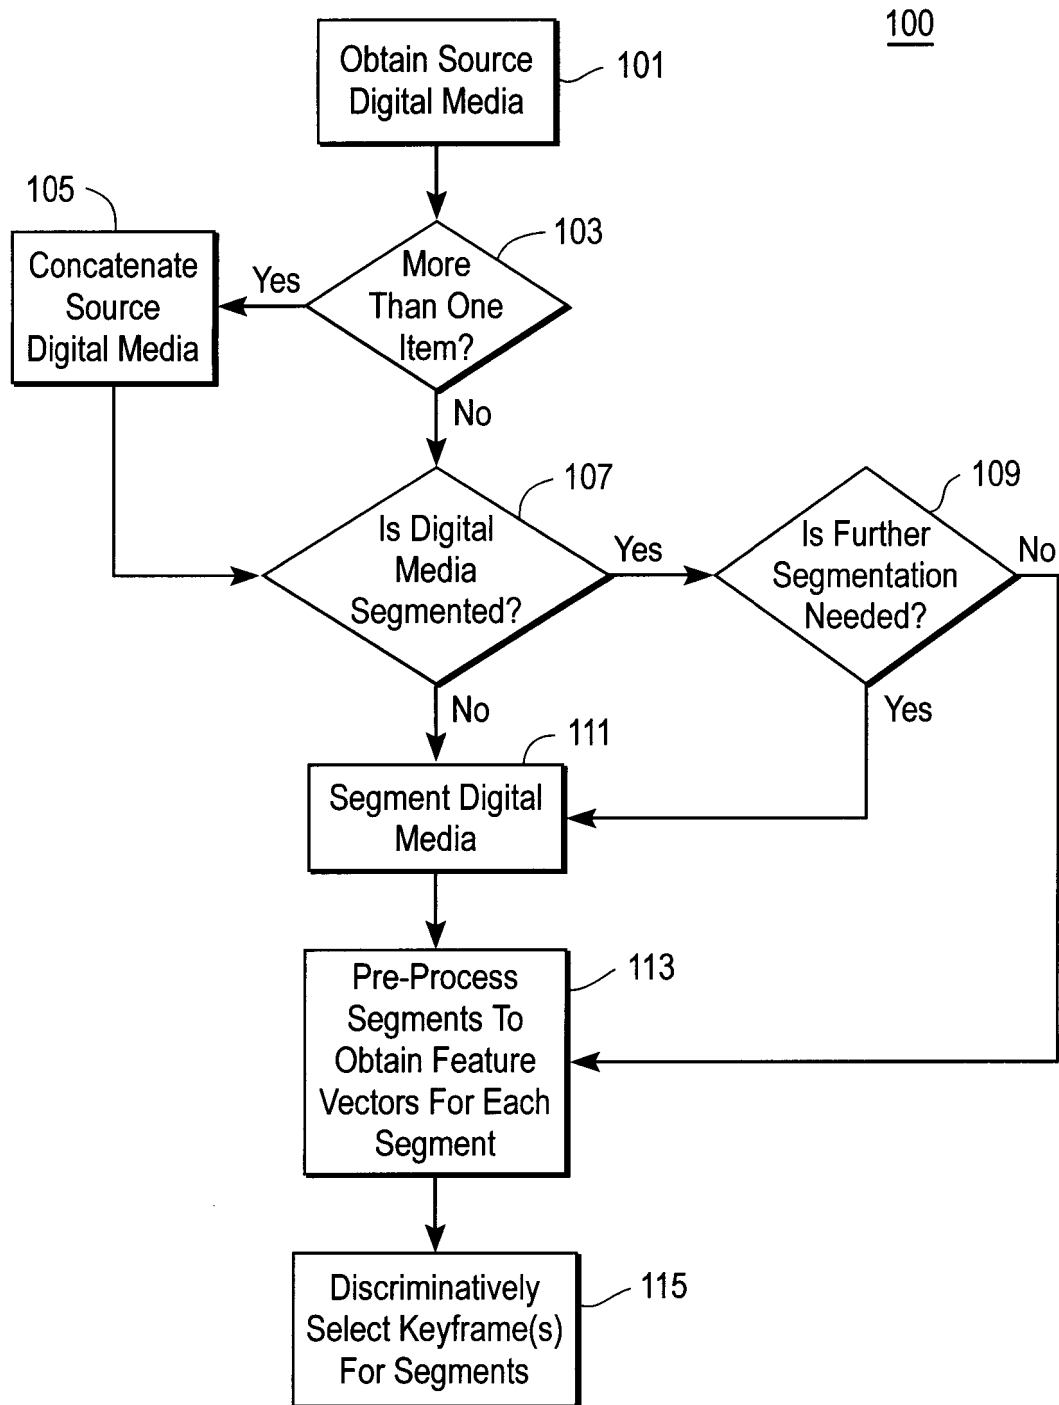 100
Obtain Source
Digital Media
101
105
103
More
Than One
Item?
Yes
Concatenate
Source
Digital Media
No
107
109
Is Digital
Media
Segmented?
Yes
Is Further
Segmentation
Needed?
No
No
Yes
111
Segment Digital
Media
113
Pre-Process
Segments To
Obtain Feature
Vectors For Each
Segment
115
Discriminatively
Select Keyframe(s)
For Segments